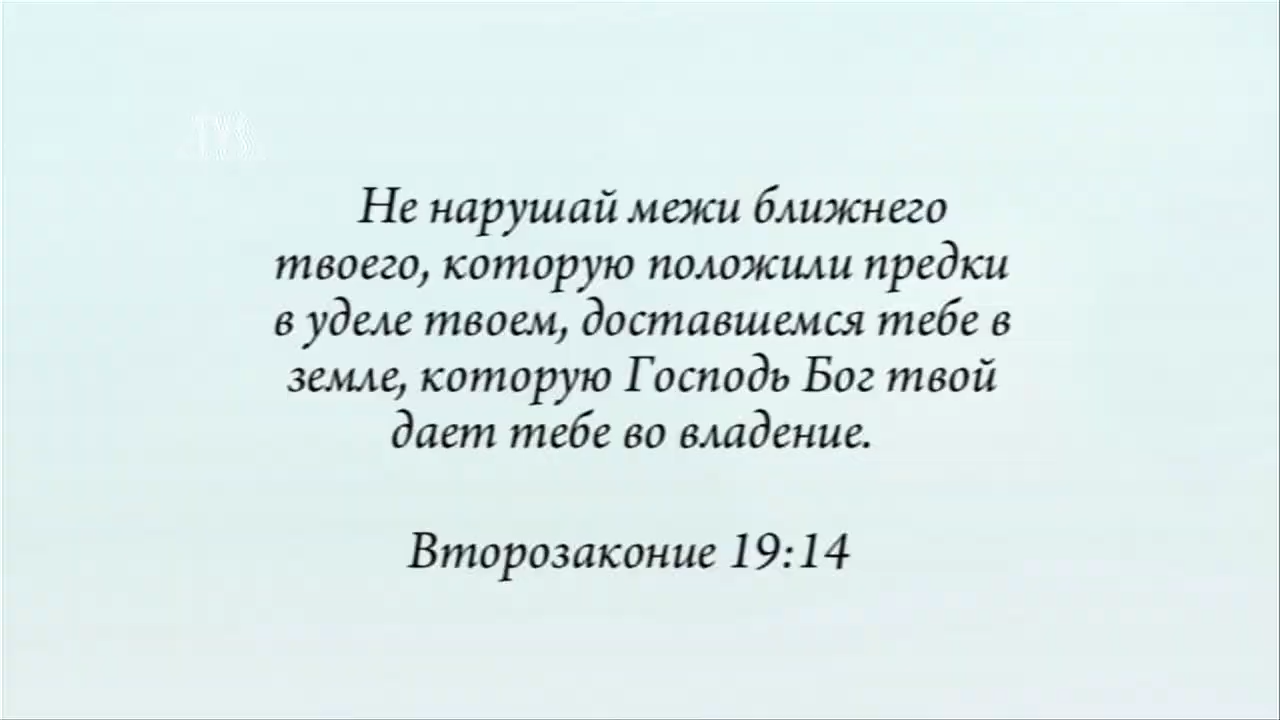 Не нарушай межи ближнего
твоего, которую положили предки
в уделе твоем, доставшемся тебе в
земле, которую Господь Бог твой
дает тебе во владение.
Второзаконие 19:14